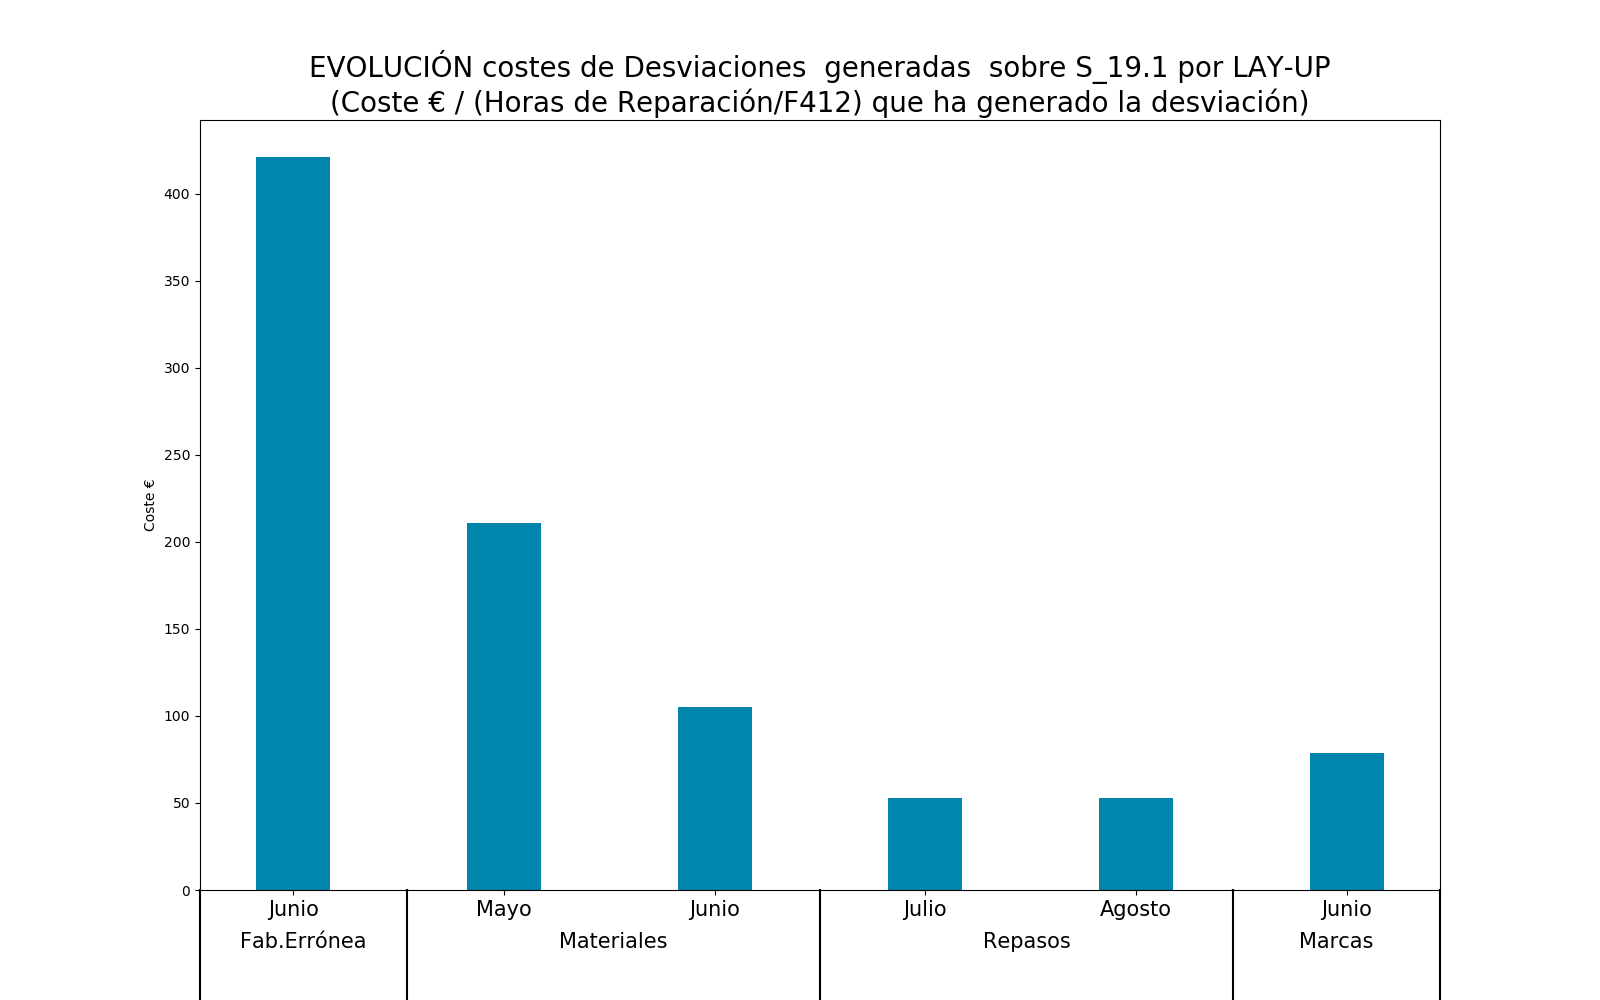 EVOLUCIÓN costes de Desviaciones  generadas  sobre S_19.1 por LAY-UP
(Coste € / (Horas de Reparación/F412) que ha generado la desviación)
400
350
300
250
200
150
100
50
0
Coste €
Junio Mayo Junio Julio Agosto Junio
Fab.Errónea Materiales Repasos Marcas